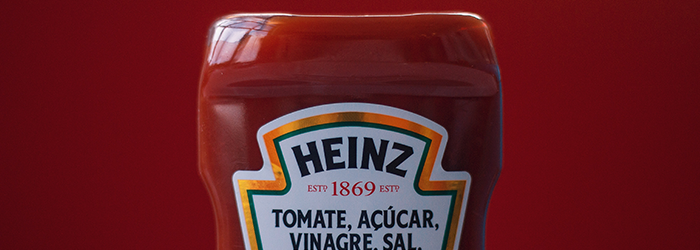 HEINZ
ESTD 1869 ESTD
TOMATE, AÇÚCAR,
VINAGRE, SAL,